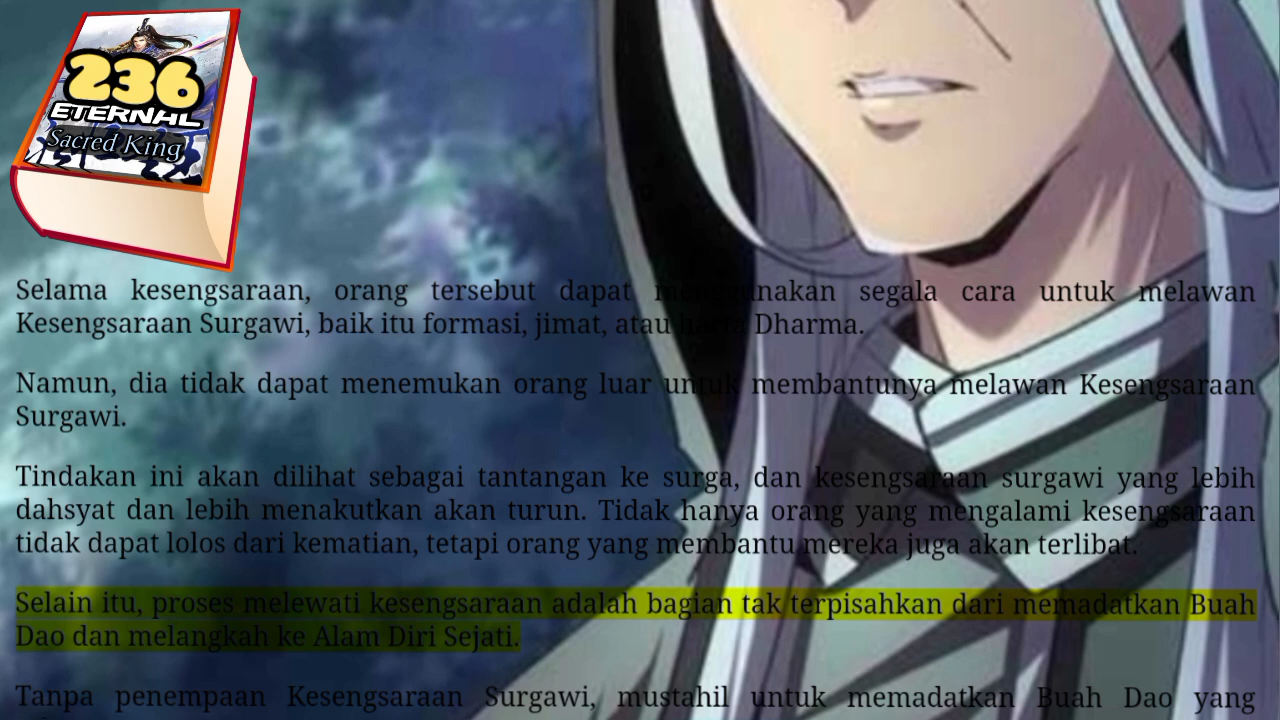 236
ETERNAL
Sacred King
Selama kesengsaraan, orang tersebut dapat menggunakan segala cara untuk melawan
Kesengsaraan Surgawi, baik itu formasi, jimat, atau harta Dharma.
Namun, dia tidak dapat menemukan orang luar untuk membantunya melawan Kesengsaraan
Surgawi.
Tindakan ini akan dilihat sebagai tantangan ke surga, dan kesengsaraan surgawi yang lebih
dahsyat dan lebih menakutkan akan turun. Tidak hanya orang yang mengalami kesengsaraan
tidak dapat lolos dari kematian, tetapi orang yang membantu mereka juga akan terlibat.
Selain itu, proses melewati kesengsaraan adalah bagian tak terpisahkan dari memadatkan Buah
Dao dan melangkah ke Alam Diri Sejati.
Tanpa penempaan Kesengsaraan Surgawi, mustahil untuk memadatkan Buah Dao yang